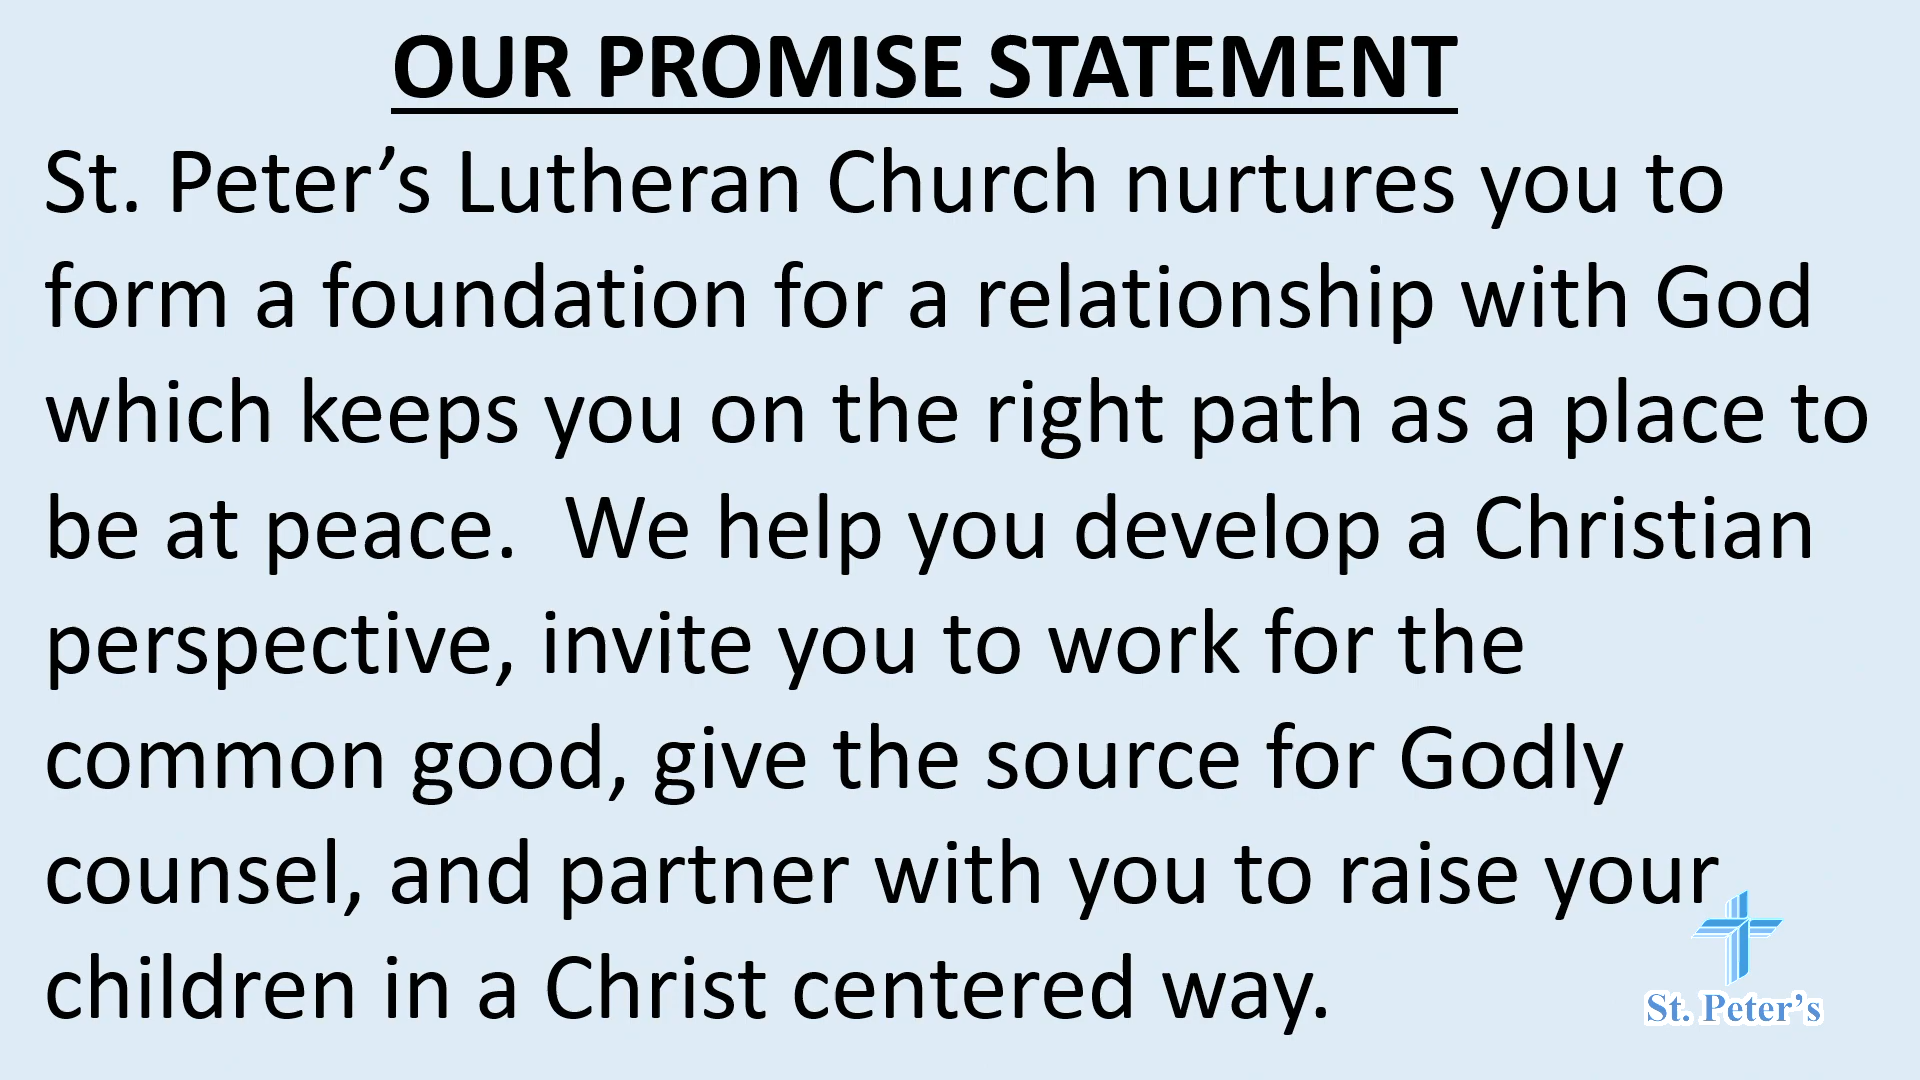 OUR PROMISE STATEMENT
St. Peter’s Lutheran Church nurtures you to
form a foundation for a relationship with God
which keeps you on the right path as a place to
be at peace.  We help you develop a Christian
perspective, invite you to work for the
common good, give the source for Godly
counsel, and partner with you to raise your
children in a Christ centered way.
St. Peter’s